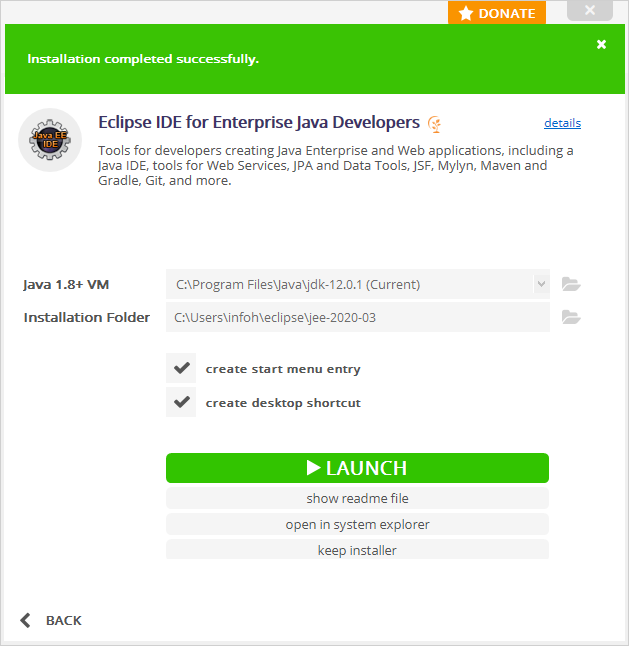 DONATE
Installation completed successfully.
Java EE
IDE
Eclipse IDE for Enterprise Java Developers
details
Tools for developers creating Java Enterprise and Web applications, including a
Java IDE, tools for Web Services, JPA and Data Tools, JSF, Mylyn, Maven and
Gradle, Git, and more.
Java 1.8+ VM
C:\Program Files\Java\jdk-12.0.1 (Current)
Installation Folder
C:\Users\infoh\eclipse\jee-2020-03
create start menu entry
create desktop shortcut
LAUNCH
show readme file
open in system explorer
keep installer
BACK